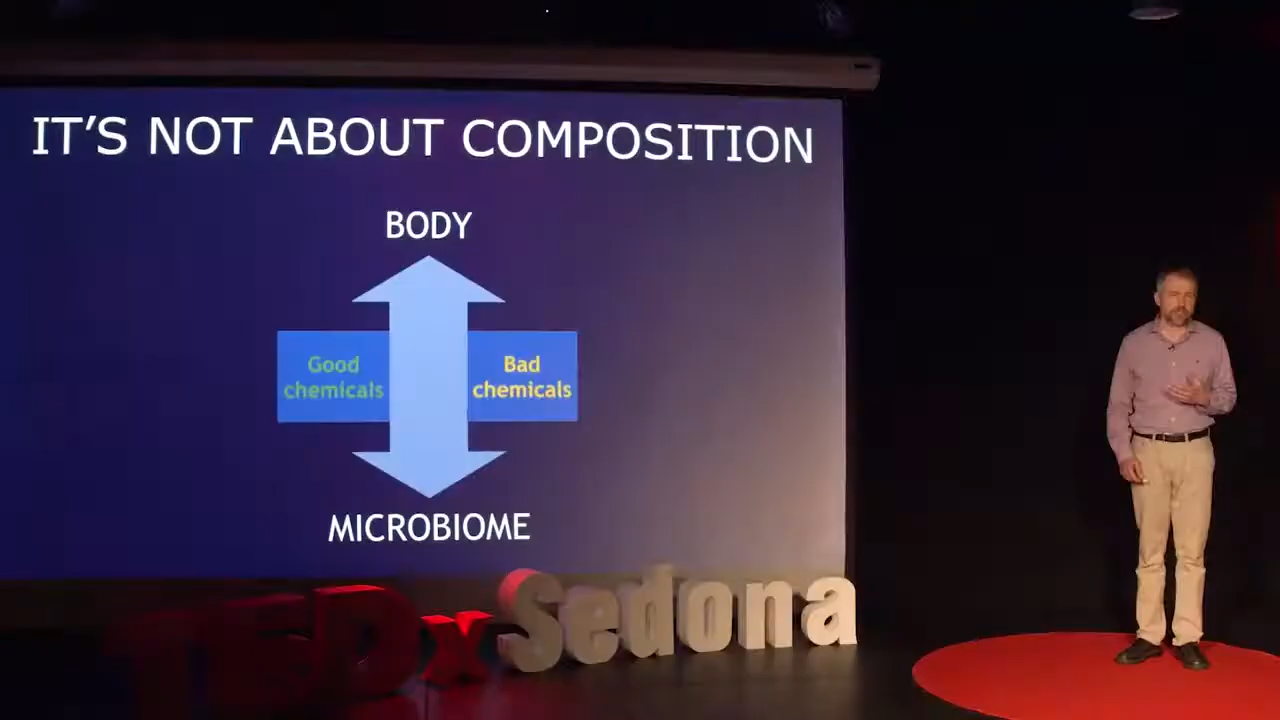 IT'S NOT ABOUT COMPOSITION
BODY
Good
chemicals
Bad
chemicals
MICROBIOME
TEDxSedona